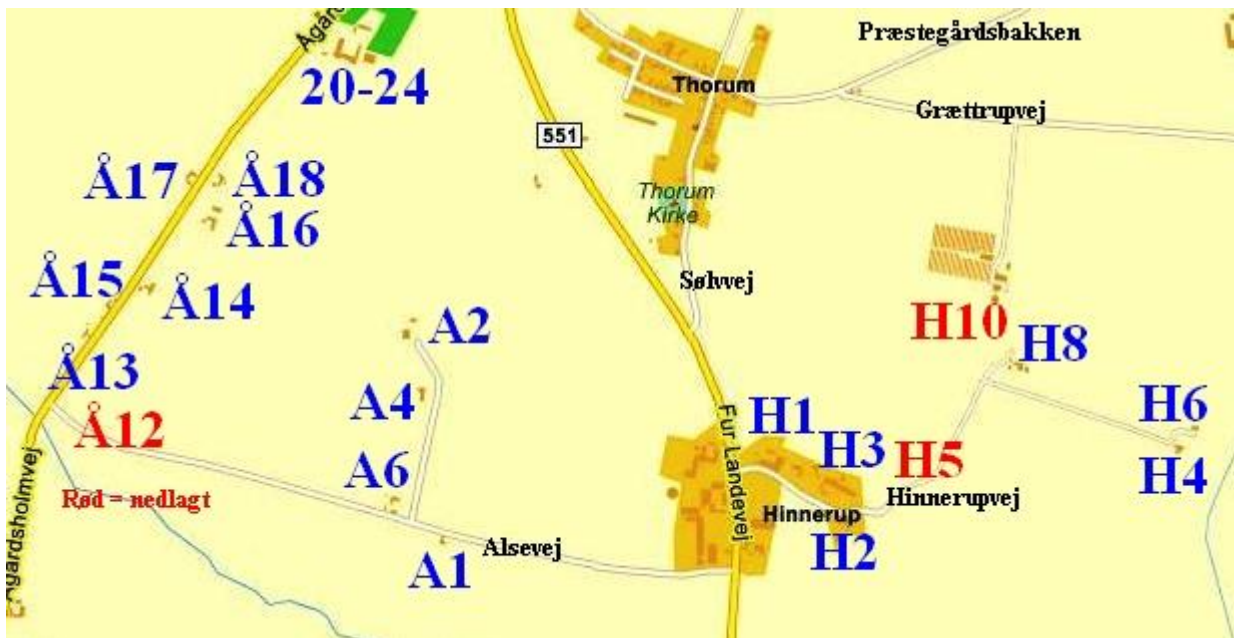 Ågård
Præstegårdsbakken
20-24
Thorum
Grættrupvej
551
Å17
Å18
Thorum
Kirke
Å16
Å15
Sølvvej
Å14
H10
A2
H8
Å13
A4
H1
H6
Å12
H3
H5
A6
Fur Landevej
H4
Rød = nedlagt
Hinnerupvej
Hinnerup
Ågårdsholmvej
Alsevej
H2
A1